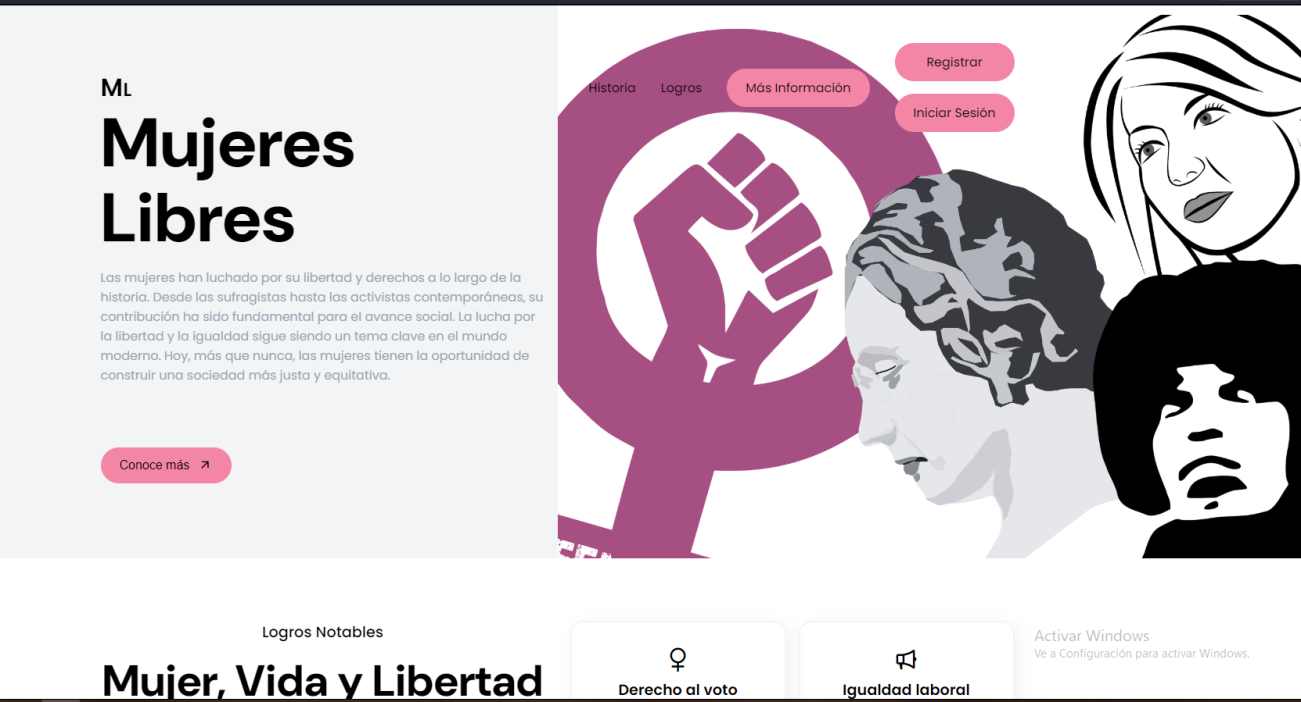 ML
Historia
Logros
Más Información
Registrar
Iniciar Sesión
Mujeres
Libres
Las mujeres han luchado por su libertad y derechos a lo largo de la
historia. Desde las sufragistas hasta las activistas contemporáneas, su
contribución ha sido fundamental para el avance social. La lucha por
la libertad y la igualdad sigue siendo un tema clave en el mundo
moderno. Hoy, más que nunca, las mujeres tienen la oportunidad de
construir una sociedad más justa y equitativa.
Conoce más
Logros Notables
Mujer, Vida y Libertad
Derecho al voto
Igualdad laboral
Activar Windows
Ve a Configuración para activar Windows.